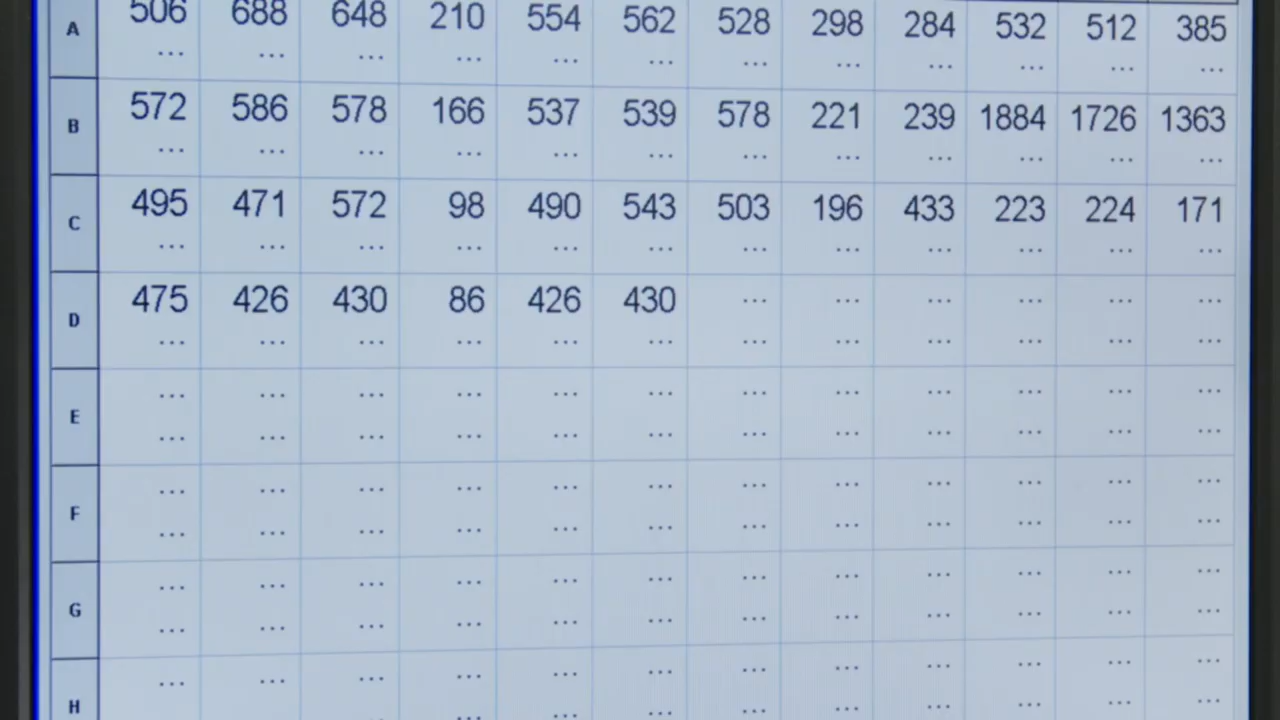 A 506 688 648 210 554 562 528 298 284 532 512 385
... ... ... ... ... ... ... ... ... ... ... ...
B 572 586 578 166 537 539 578 221 239 1884 1726 1363
... ... ... ... ... ... ... ... ... ... ... ...
C 495 471 572 98 490 543 503 196 433 223 224 171
... ... ... ... ... ... ... ... ... ... ... ...
D 475 426 430 86 426 430 ... ... ... ... ... ...
... ... ... ... ... ... ... ... ... ... ... ...
E ... ... ... ... ... ... ... ... ... ... ... ...
... ... ... ... ... ... ... ... ... ... ... ...
F ... ... ... ... ... ... ... ... ... ... ... ...
... ... ... ... ... ... ... ... ... ... ... ...
G ... ... ... ... ... ... ... ... ... ... ... ...
... ... ... ... ... ... ... ... ... ... ... ...
H ... ... ... ... ... ... ... ... ... ... ... ...
... ... ... ... ... ... ... ... ...